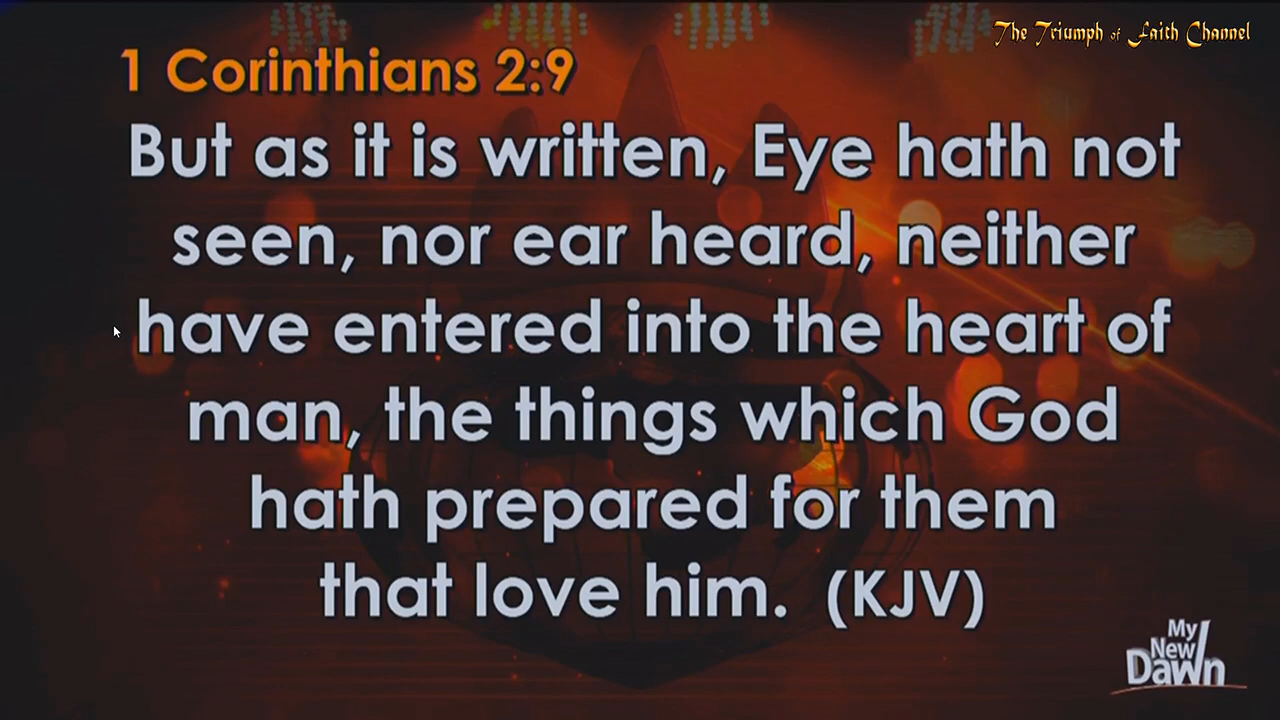 The Triumph of Faith Channel
1 Corinthians 2:9
But as it is written, Eye hath not
seen, nor ear heard, neither
have entered into the heart of
man, the things which God
hath prepared for them
that love him. (KJV)
My
New
Dawn